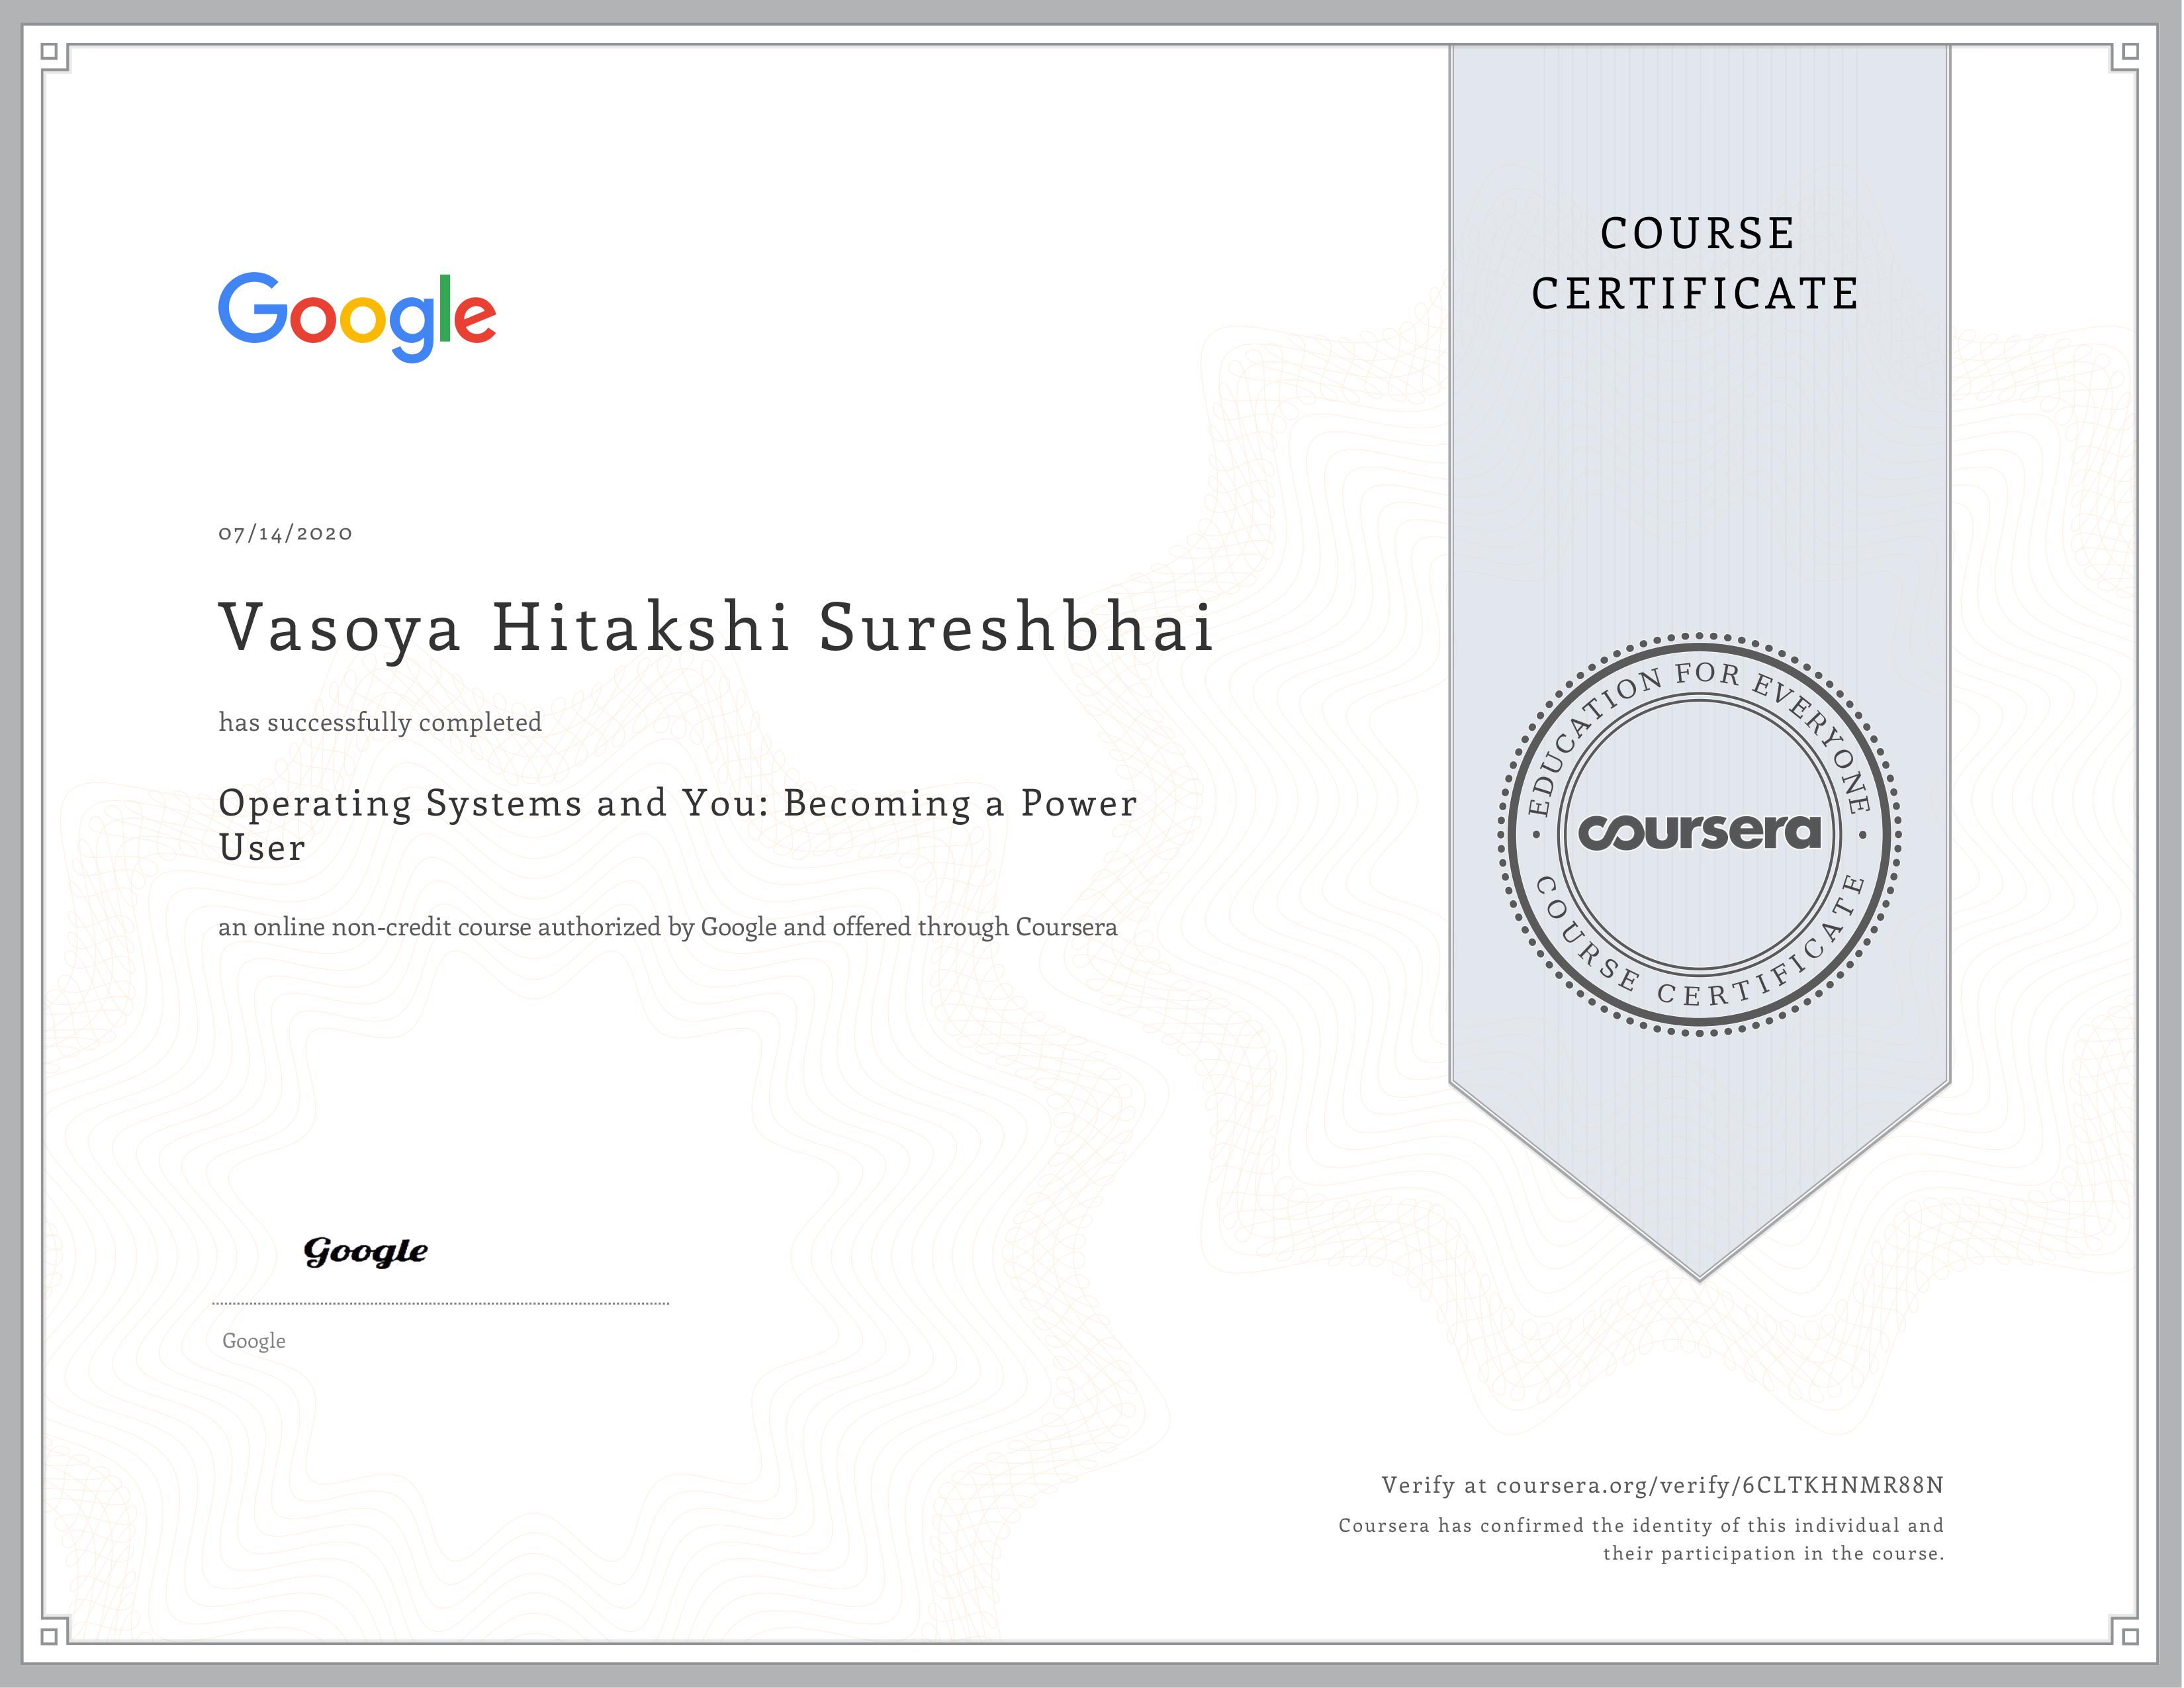 Google
COURSE
CERTIFICATE
07/14/2020
Vasoya Hitakshi Sureshbhai
has successfully completed
Operating Systems and You: Becoming a Power
User
an online non-credit course authorized by Google and offered through Coursera
EDUCATION FOR EVERYONE
coursera
COURSE CERTIFICATE
Google
Google
Verify at coursera.org/verify/6CLTKHNMR88N
Coursera has confirmed the identity of this individual and
their participation in the course.